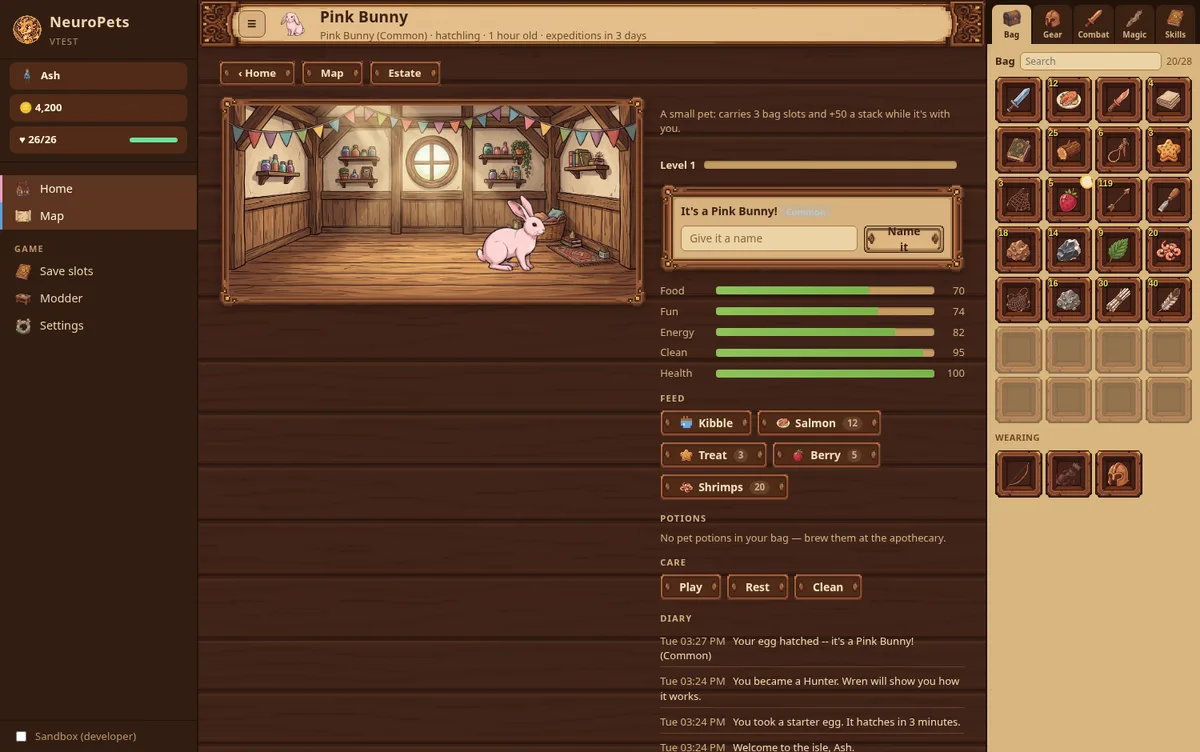 NeuroPets
VTEST
Ash
4,200
♥ 26/26
Home
Map
GAME
Save slots
Modder
Settings
Sandbox (developer)
≡
Pink Bunny
Pink Bunny (Common) · hatchling · 1 hour old · expeditions in 3 days
‹ Home
Map
Estate
A small pet: carries 3 bag slots and +50 a stack while it's with
you.
Level 1
It's a Pink Bunny! Common
Give it a name
Name
it
Food 70
Fun 74
Energy 82
Clean 95
Health 100
FEED
Kibble
Salmon 12
Treat 3
Berry 5
Shrimps 20
POTIONS
No pet potions in your bag — brew them at the apothecary.
CARE
Play
Rest
Clean
DIARY
Tue 03:27 PM Your egg hatched -- it's a Pink Bunny!
(Common)
Tue 03:24 PM You became a Hunter. Wren will show you how
it works.
Tue 03:24 PM You took a starter egg. It hatches in 3 minutes.
Tue 03:24 PM Welcome to the isle, Ash.
Bag
Gear
Combat
Magic
Skills
Bag
Search
20/28
12
4
25
6
3
3
5
119
18
14
9
20
16
30
40
WEARING